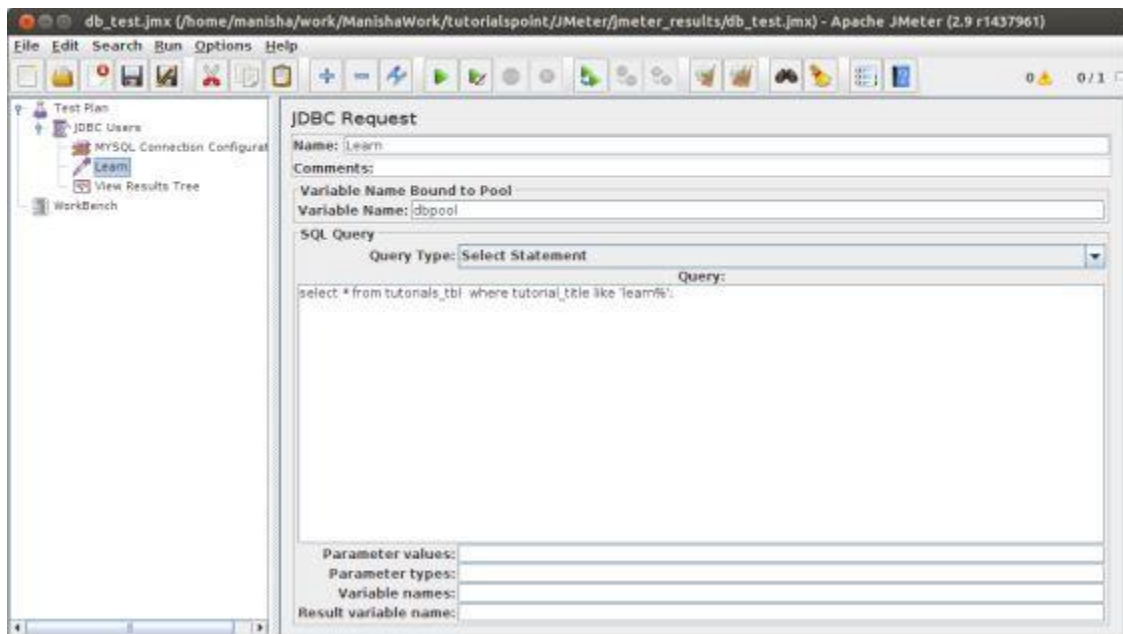 db_test.jmx (/home/manisha/work/ManishaWork/tutorialspoint/JMeter/jmeter_results/db_test.jmx) - Apache JMeter (2.9 r1437961)
File Edit Search Run Options Help
0 0/1
Test Plan
JDBC Users
MYSQL Connection Configurat
Learn
View Results Tree
WorkBench
JDBC Request
Name: Learn
Comments:
Variable Name Bound to Pool
Variable Name: dbpool
SQL Query
Query Type: Select Statement
Query:
select * from tutorials_tbl where tutorial_title like 'learn%';
Parameter values:
Parameter types:
Variable names:
Result variable name: